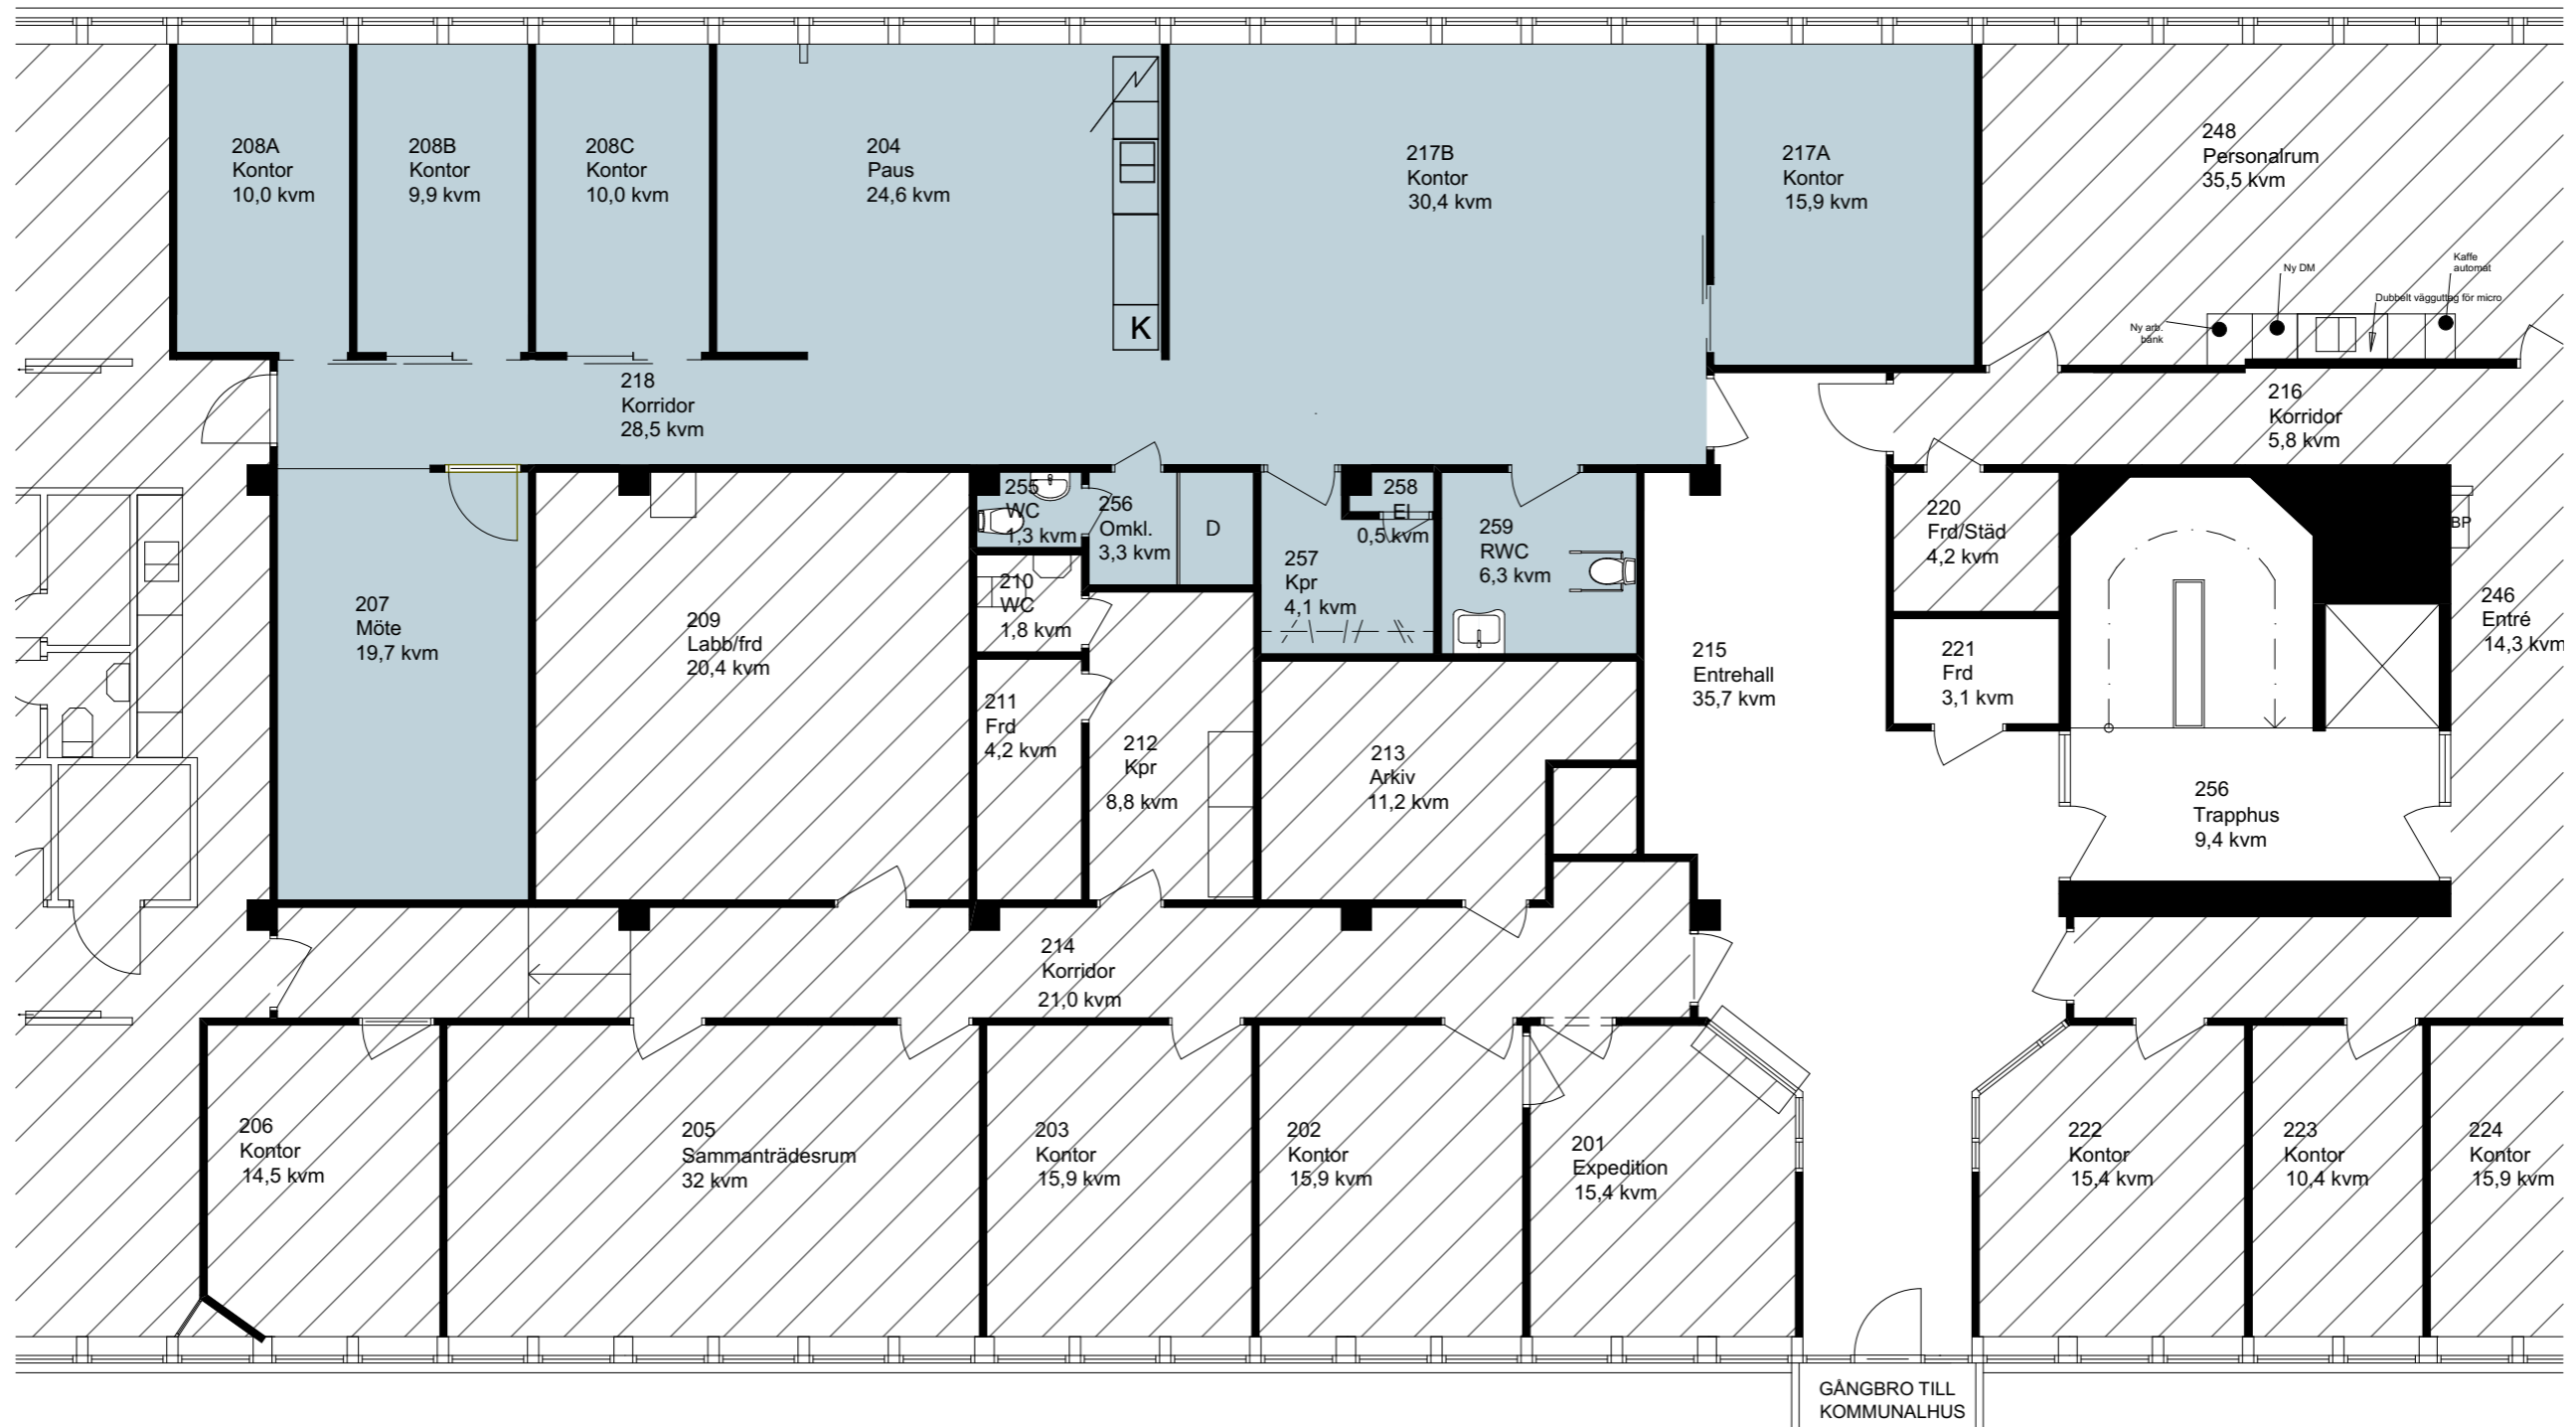 208A
Kontor
10,0 kvm
208B
Kontor
9,9 kvm
208C
Kontor
10,0 kvm
204
Paus
24,6 kvm
K
217B
Kontor
30,4 kvm
217A
Kontor
15,9 kvm
248
Personalrum
35,5 kvm
Ny arb.
bänk
Ny DM
Kaffe
automat
Dubbelt vägguttag för micro
218
Korridor
28,5 kvm
216
Korridor
5,8 kvm
255
WC
1,3 kvm
256
Omkl.
3,3 kvm
D
258
El
0,5 kvm
257
Kpr
4,1 kvm
259
RWC
6,3 kvm
220
Frd/Städ
4,2 kvm
BP
207
Möte
19,7 kvm
209
Labb/frd
20,4 kvm
210
WC
1,8 kvm
211
Frd
4,2 kvm
212
Kpr
8,8 kvm
213
Arkiv
11,2 kvm
215
Entrehall
35,7 kvm
221
Frd
3,1 kvm
246
Entré
14,3 kvm
256
Trapphus
9,4 kvm
214
Korridor
21,0 kvm
206
Kontor
14,5 kvm
205
Sammanträdesrum
32 kvm
203
Kontor
15,9 kvm
202
Kontor
15,9 kvm
201
Expedition
15,4 kvm
222
Kontor
15,4 kvm
223
Kontor
10,4 kvm
224
Kontor
15,9 kvm
GÅNGBRO TILL
KOMMUNALHUS